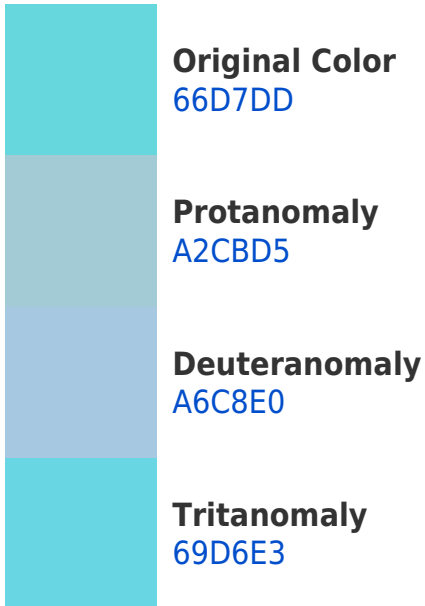 Original Color
66D7DD
Protanomaly
A2CBD5
Deuteranomaly
A6C8E0
Tritanomaly
69D6E3